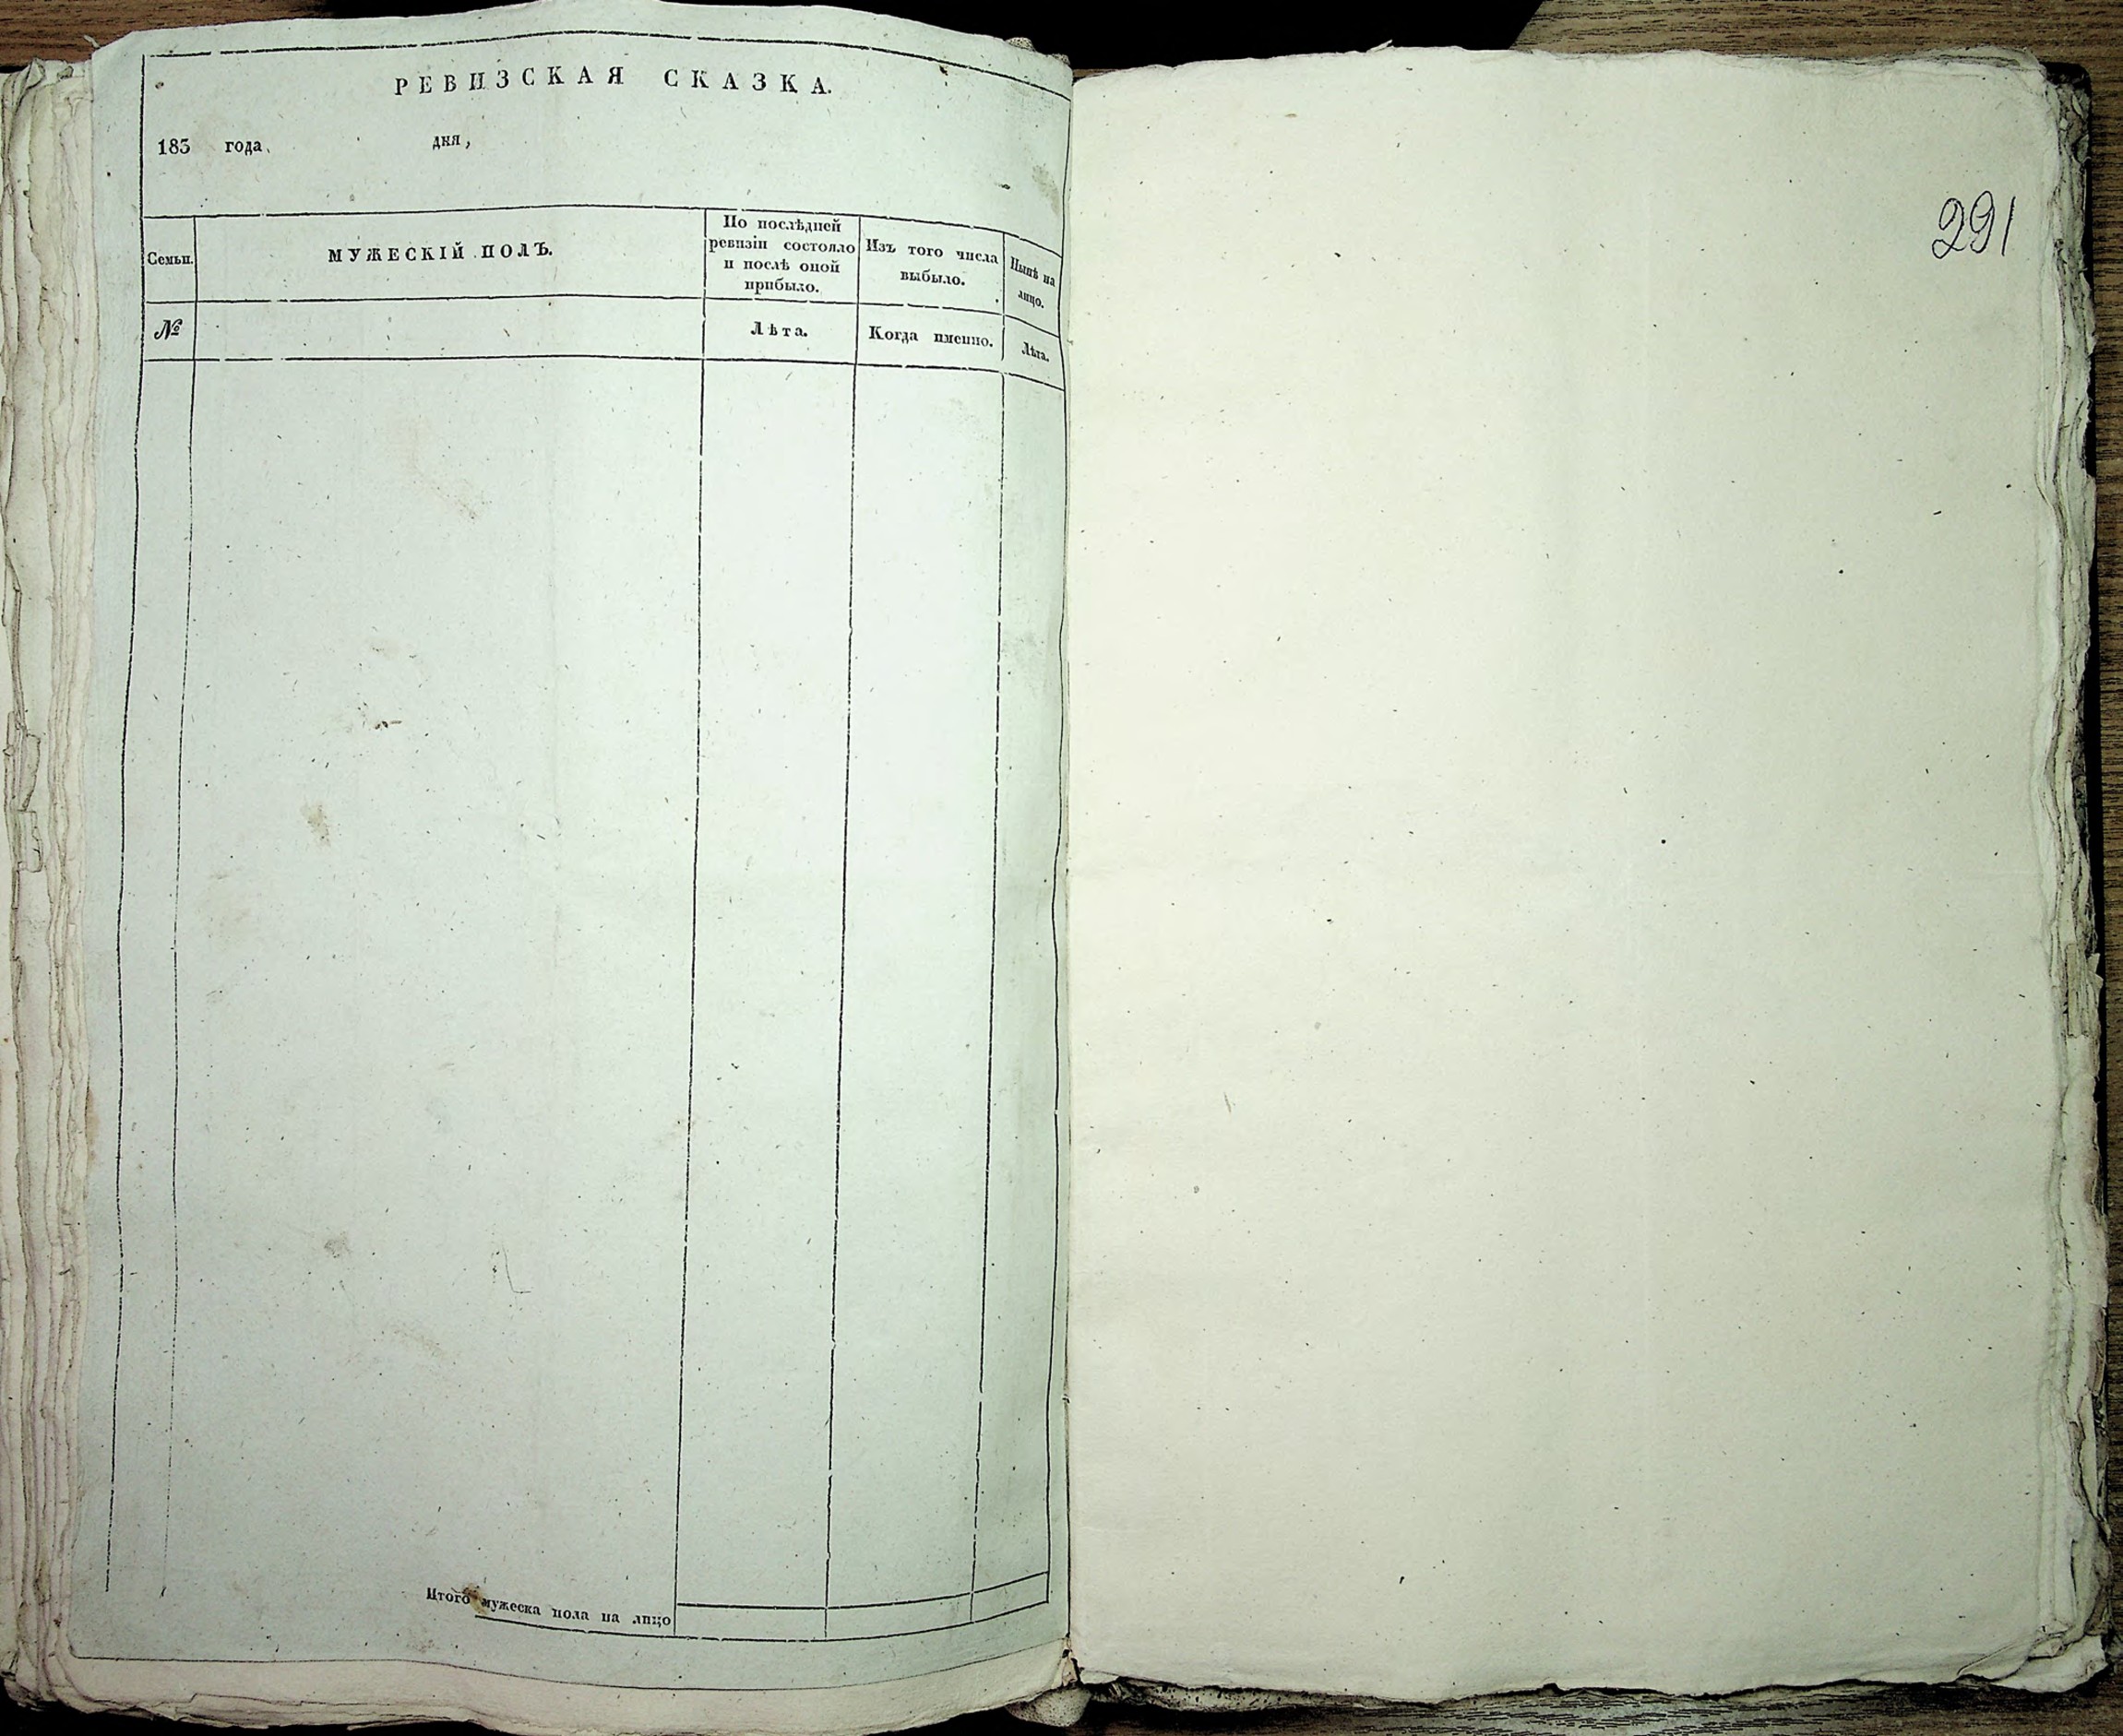 РЕВИЗСКАЯ СКАЗКА.
183 года, дня,
Семьи.
МУЖЕСКІЙ ПОЛЪ.
По послѣдней
ревизіи состояло
и послѣ оной
прибыло.
Изъ того числа
выбыло.
Нынѣ на
лицо.
№
Лѣта.
Когда именно.
Лѣта.
Итого мужеска пола на лицо
291